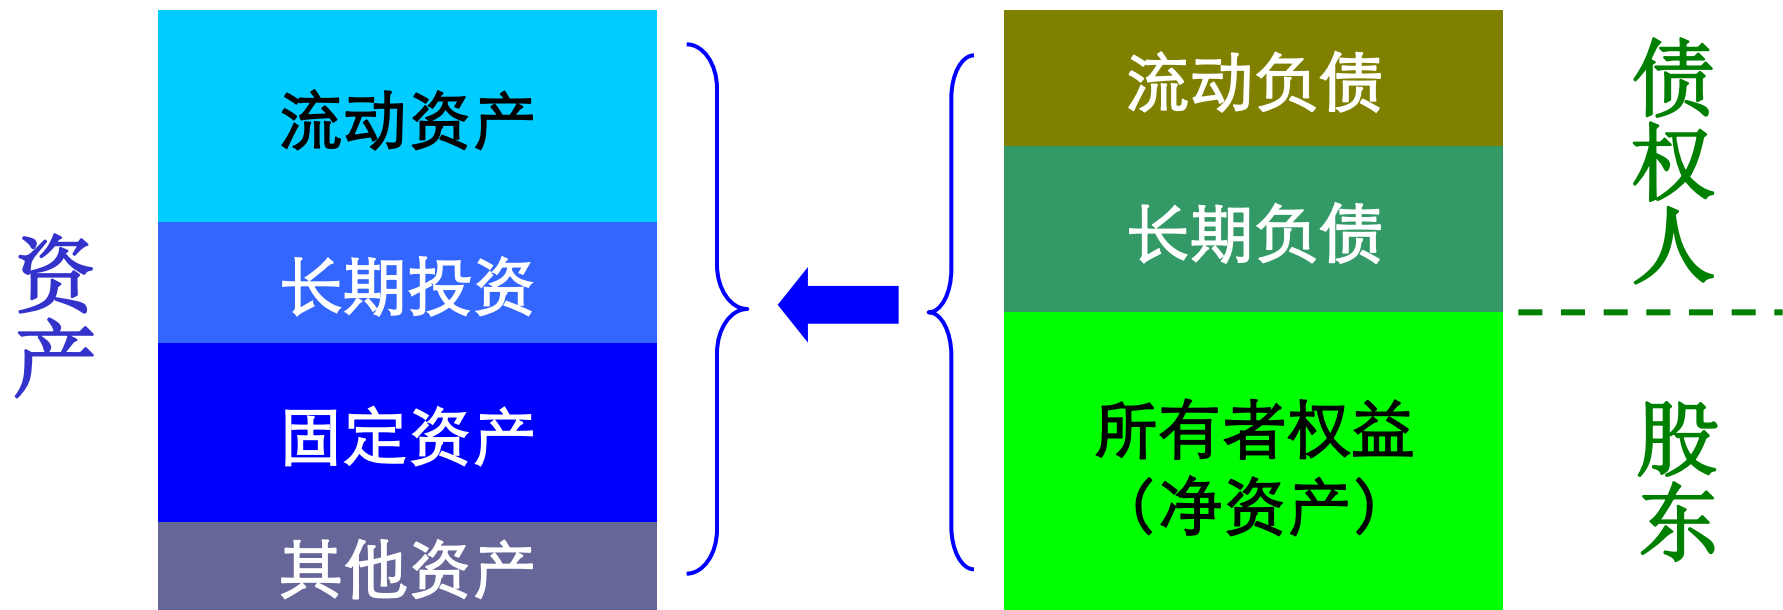 资产
流动资产
长期投资
固定资产
其他资产
流动负债
长期负债
所有者权益
（净资产）
债权人
股东